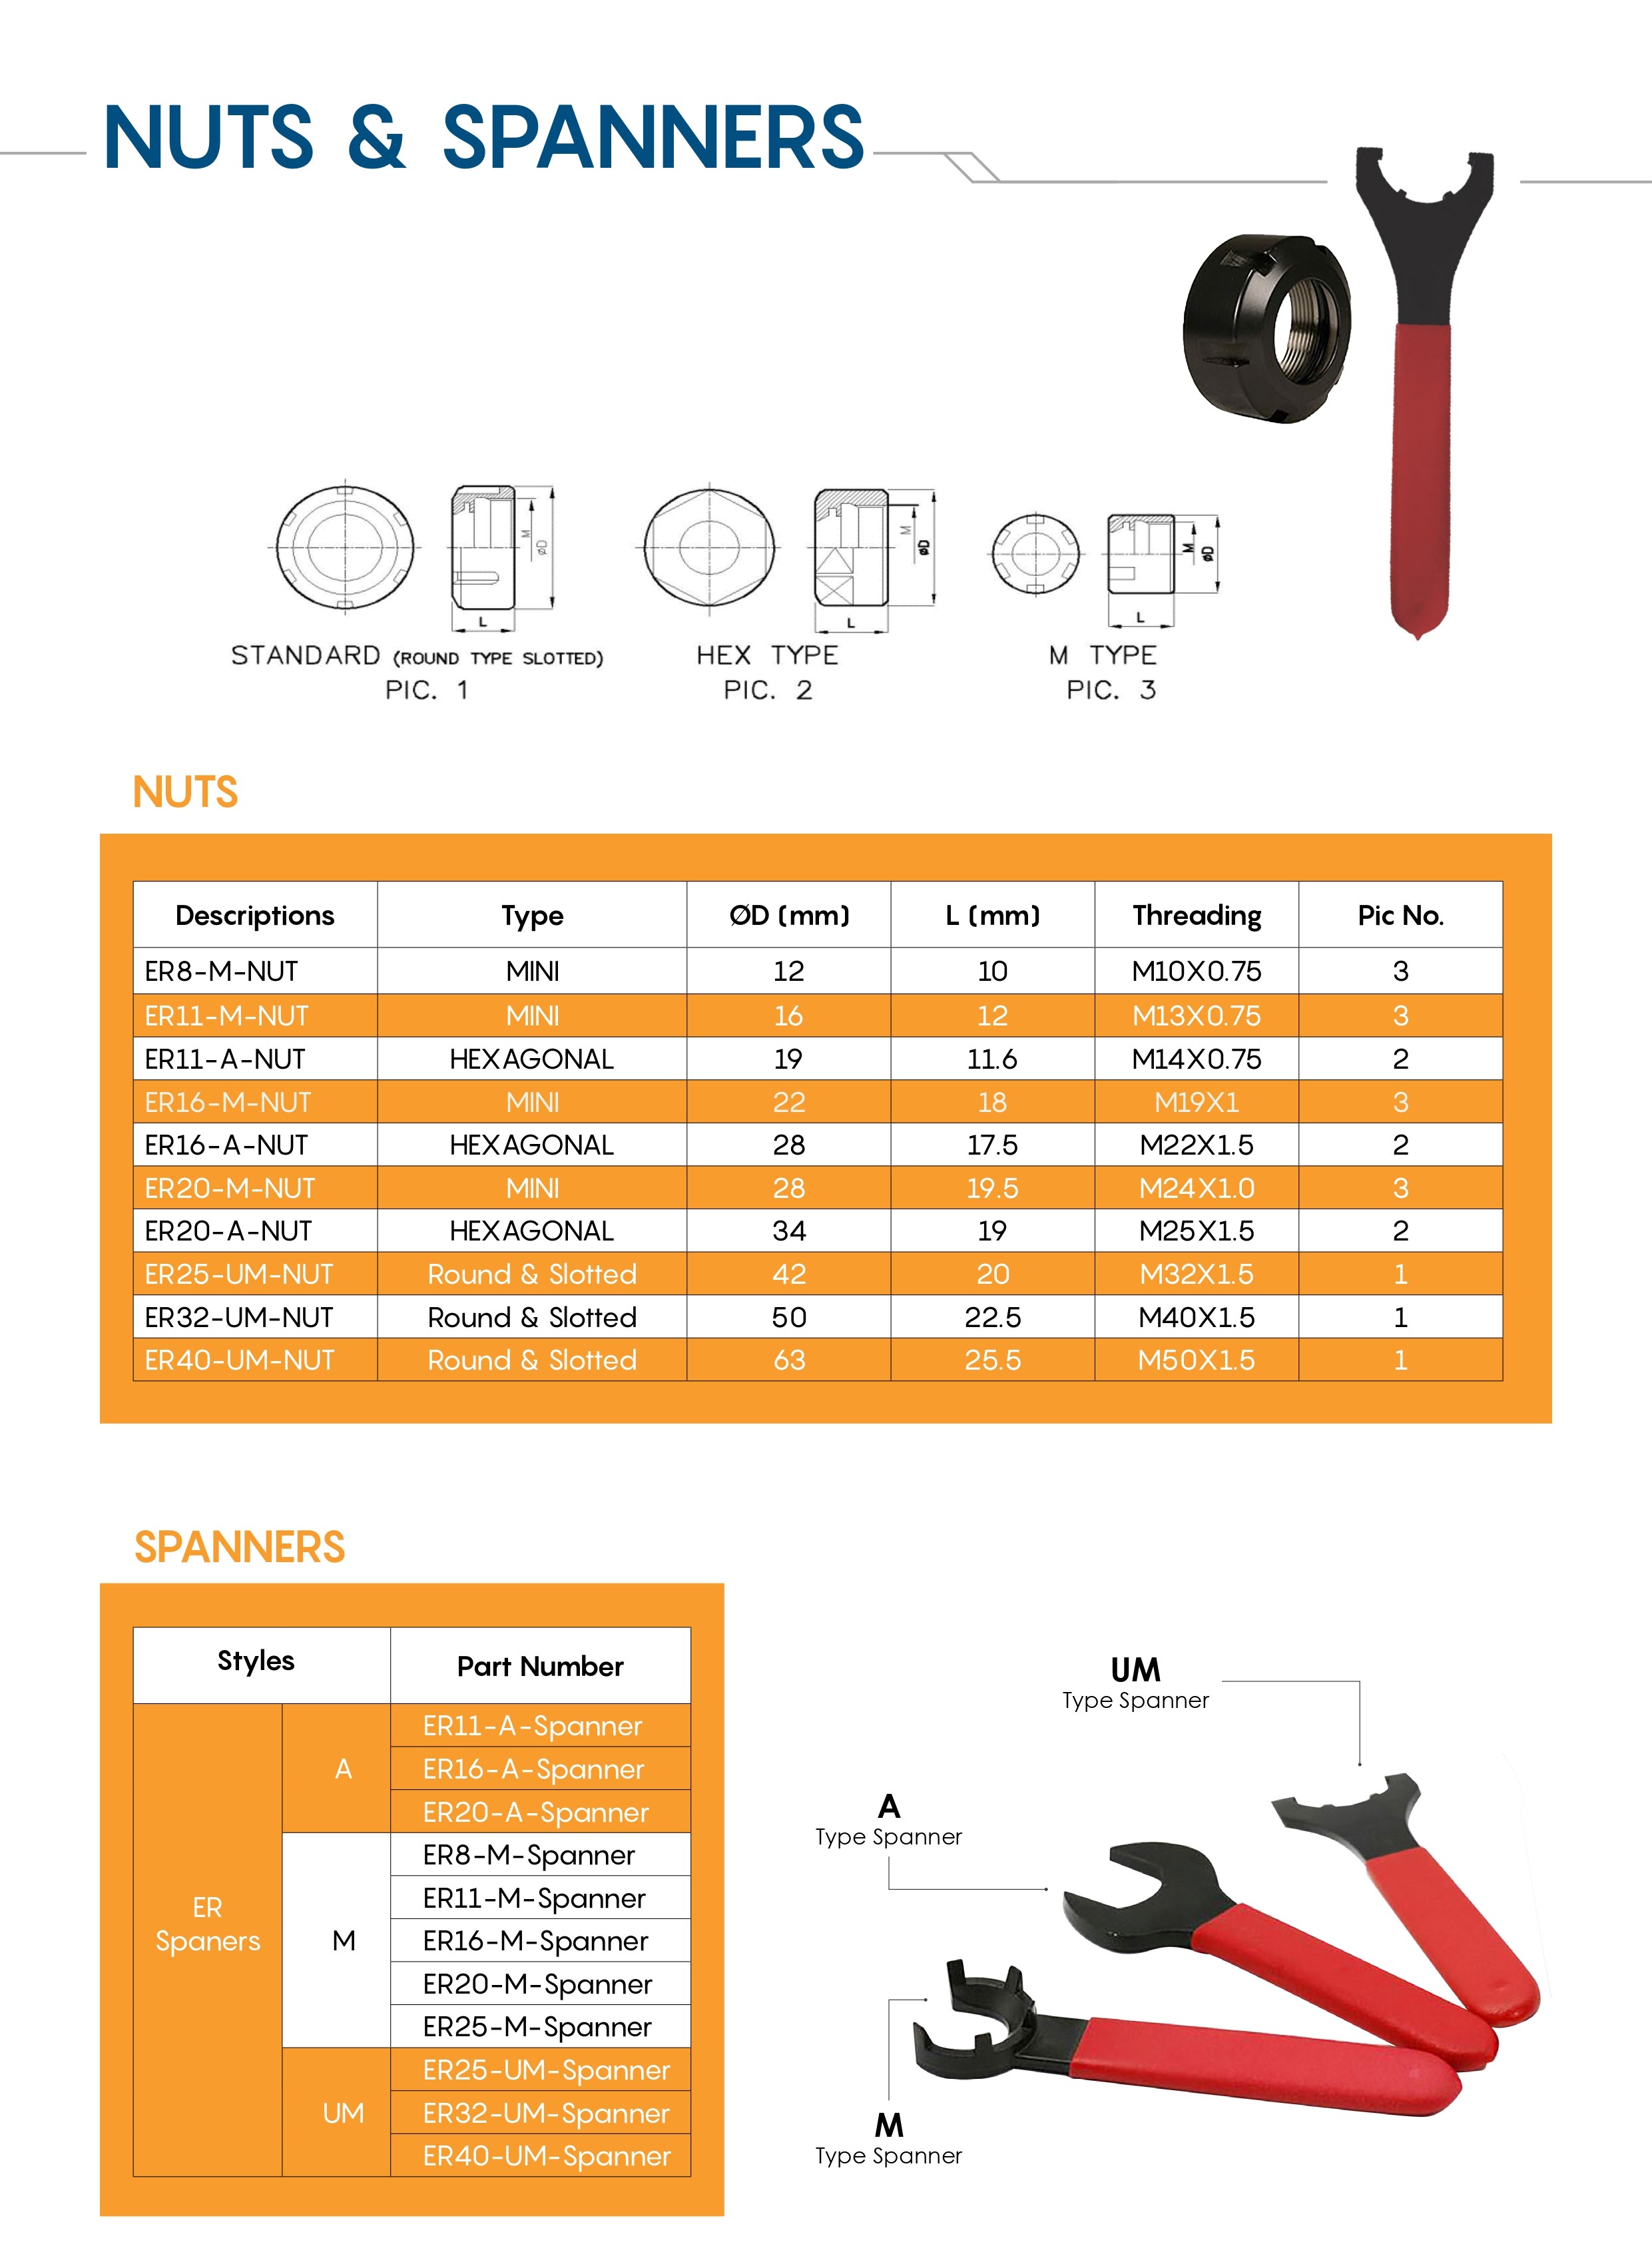 NUTS & SPANNERS
M
ØD
L
M
ØD
L
M
ØD
L
STANDARD (ROUND TYPE SLOTTED)
PIC. 1
HEX TYPE
PIC. 2
M TYPE
PIC. 3
NUTS
Descriptions Type ØD (mm) L (mm) Threading Pic No.
ER8-M-NUT MINI 12 10 M10X0.75 3
ER11-M-NUT MINI 16 12 M13X0.75 3
ER11-A-NUT HEXAGONAL 19 11.6 M14X0.75 2
ER16-M-NUT MINI 22 18 M19X1 3
ER16-A-NUT HEXAGONAL 28 17.5 M22X1.5 2
ER20-M-NUT MINI 28 19.5 M24X1.0 3
ER20-A-NUT HEXAGONAL 34 19 M25X1.5 2
ER25-UM-NUT Round & Slotted 42 20 M32X1.5 1
ER32-UM-NUT Round & Slotted 50 22.5 M40X1.5 1
ER40-UM-NUT Round & Slotted 63 25.5 M50X1.5 1
SPANNERS
Styles Part Number
ER
Spaners
A
ER11-A-Spanner
ER16-A-Spanner
ER20-A-Spanner
M
ER8-M-Spanner
ER11-M-Spanner
ER16-M-Spanner
ER20-M-Spanner
ER25-M-Spanner
UM
ER25-UM-Spanner
ER32-UM-Spanner
ER40-UM-Spanner
UM
Type Spanner
A
Type Spanner
M
Type Spanner